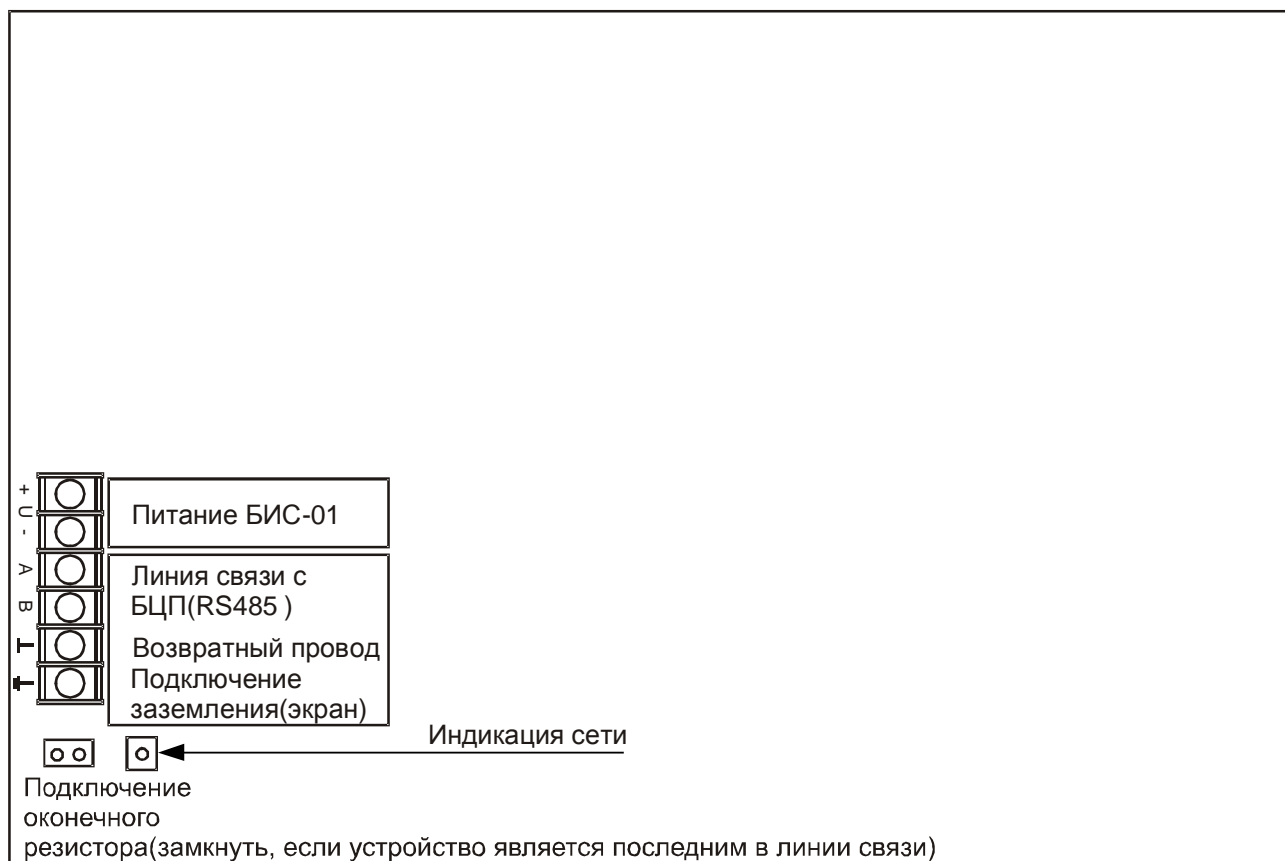 +
U
-
A
B
Питание БИС-01
Линия связи с
БЦП(RS485 )
Возвратный провод
Подключение
заземления(экран)
Индикация сети
Подключение
оконечного
резистора(замкнуть, если устройство является последним в линии связи)